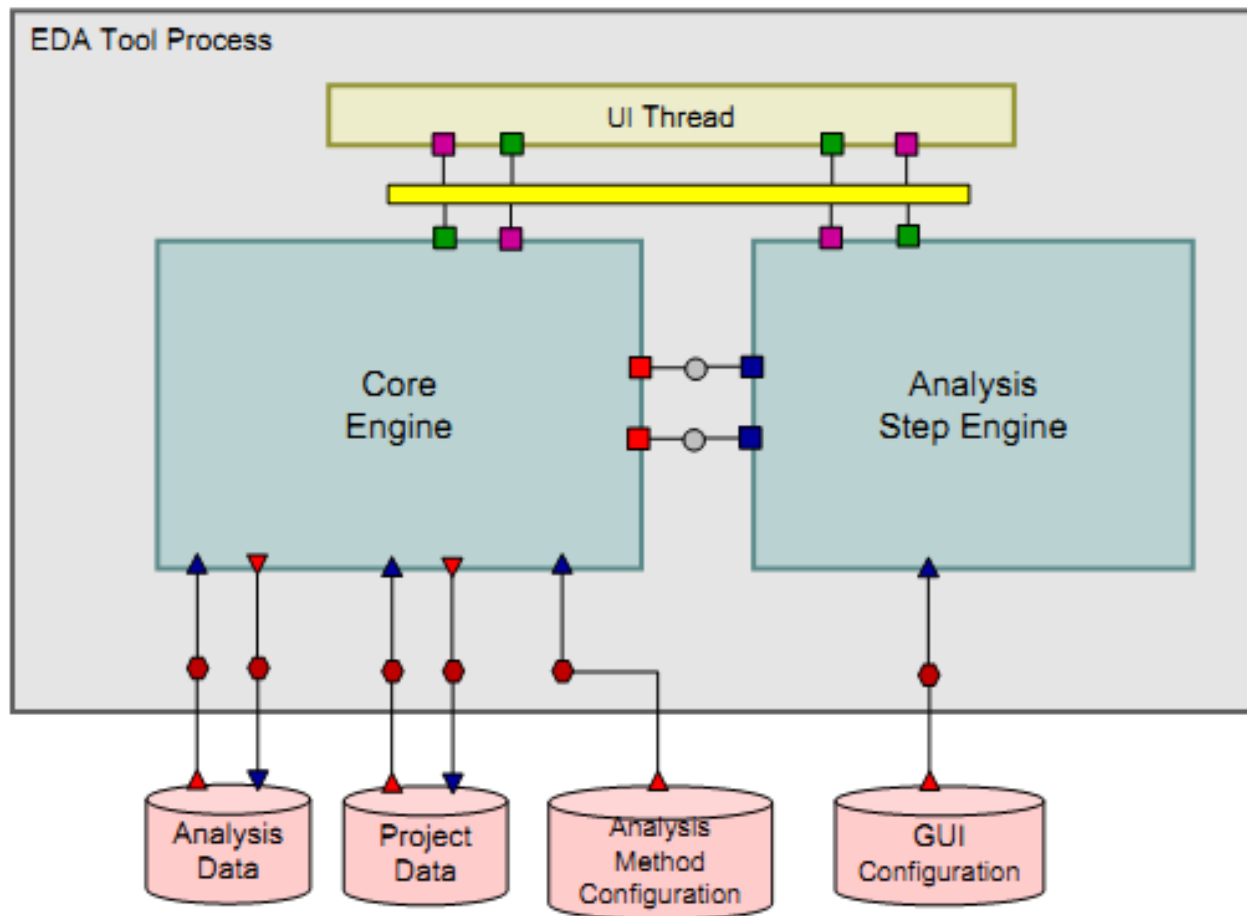 EDA Tool Process
UI Thread
Core
Engine
Analysis
Step Engine
Analysis
Data
Project
Data
Analysis
Method
Configuration
GUI
Configuration